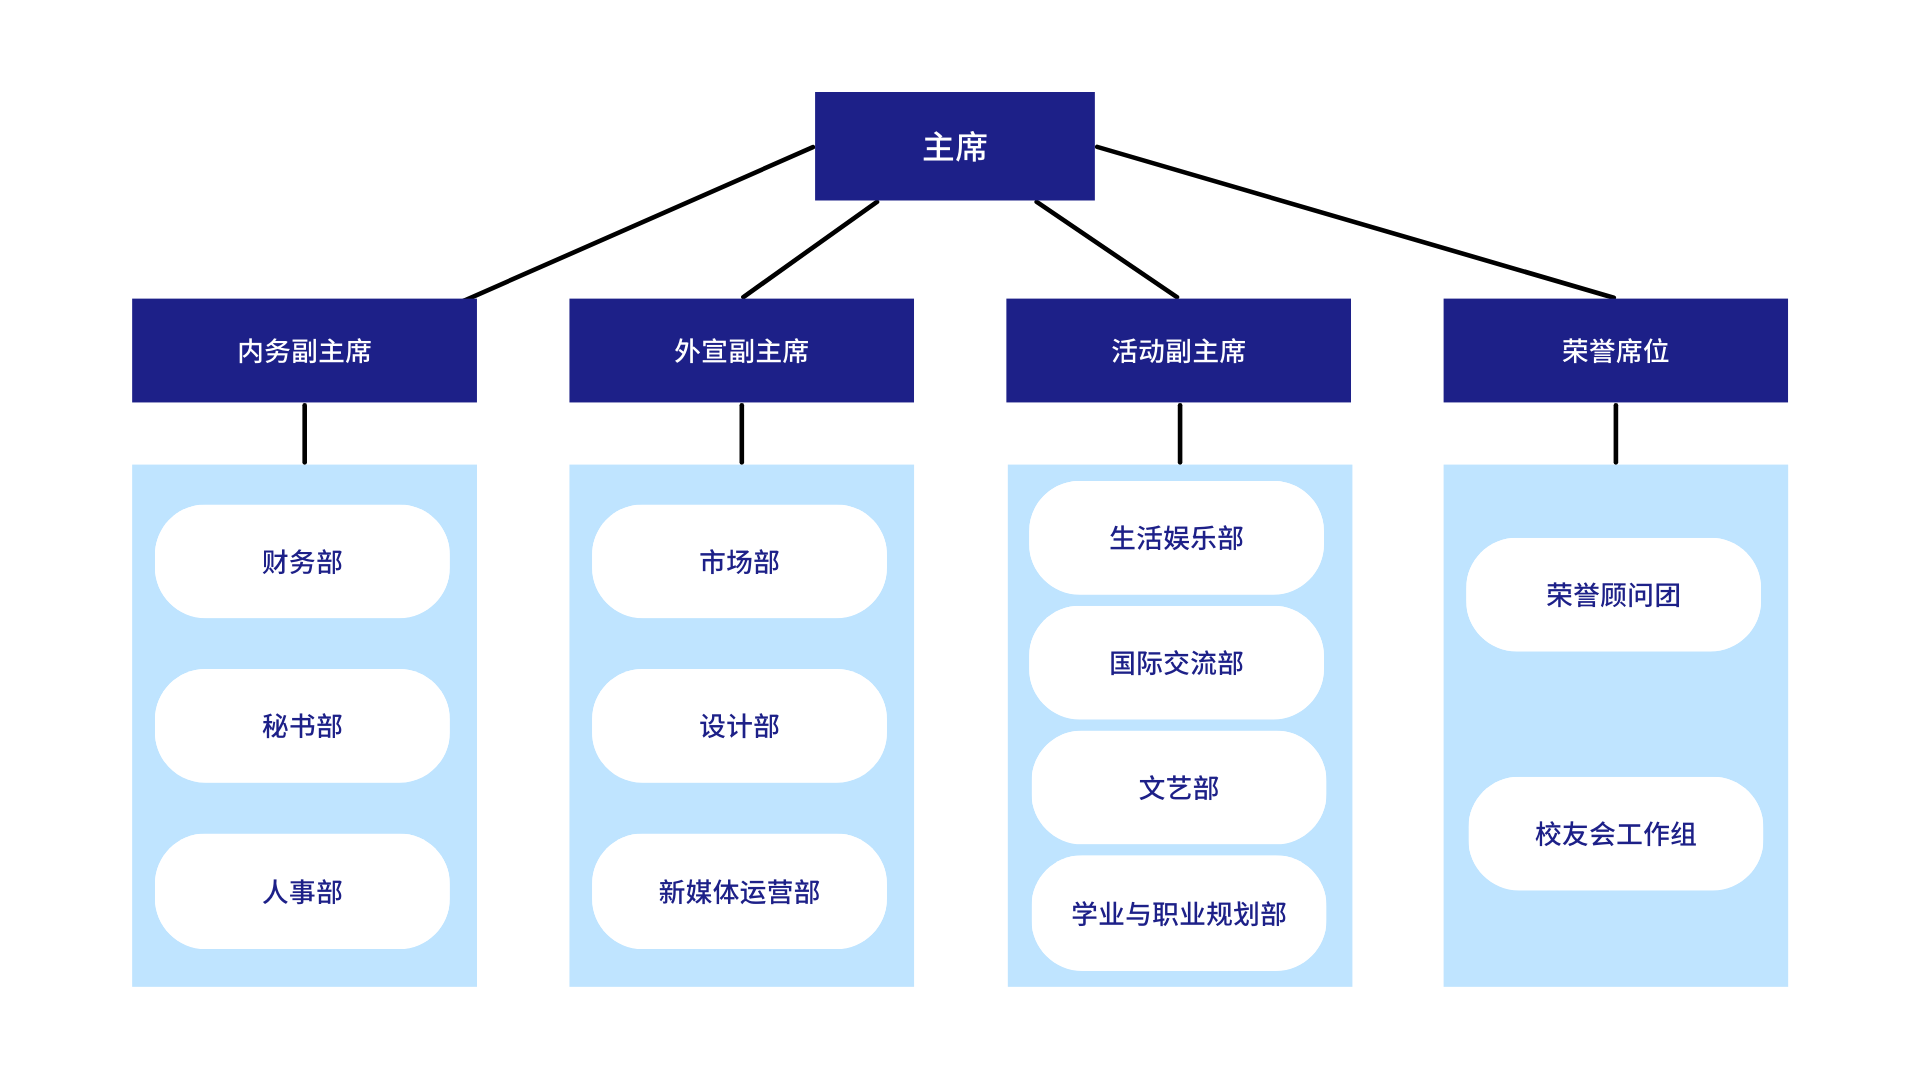 主席
内务副主席
外宣副主席
活动副主席
荣誉席位
财务部
秘书部
人事部
市场部
设计部
新媒体运营部
生活娱乐部
国际交流部
文艺部
学业与职业规划部
荣誉顾问团
校友会工作组